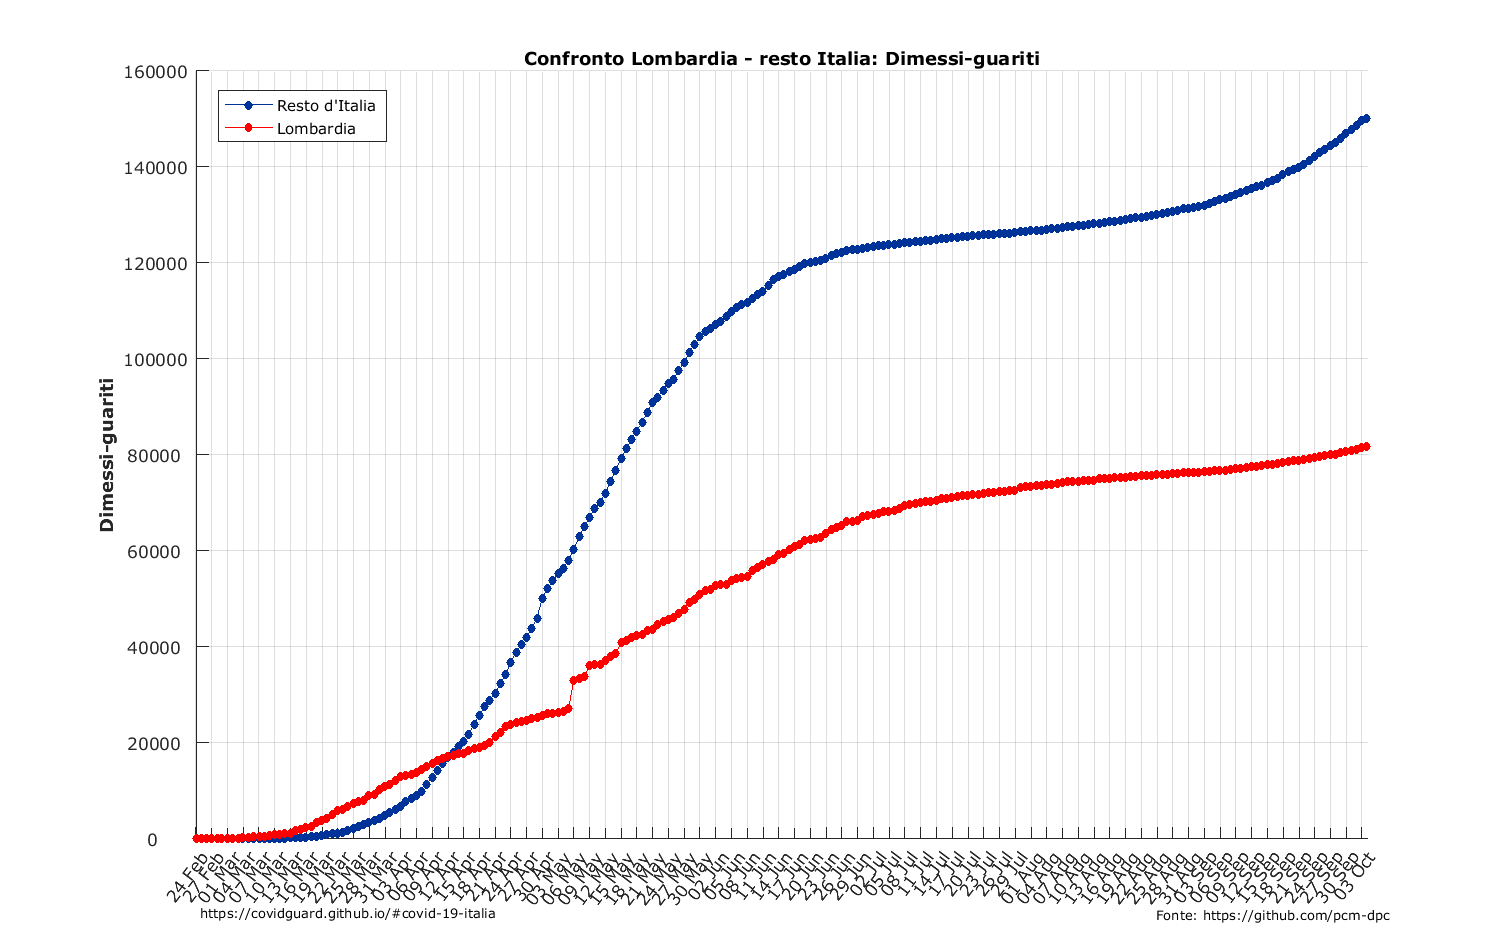 Confronto Lombardia - resto Italia: Dimessi-guariti
160000
140000
120000
100000
80000
60000
40000
20000
0
Dimessi-guariti
Resto d'Italia
Lombardia
24 Feb
27 Feb
01 Mar
04 Mar
07 Mar
10 Mar
13 Mar
16 Mar
19 Mar
22 Mar
25 Mar
28 Mar
31 Mar
03 Apr
06 Apr
09 Apr
12 Apr
15 Apr
18 Apr
21 Apr
24 Apr
27 Apr
30 Apr
03 May
06 May
09 May
12 May
15 May
18 May
21 May
24 May
27 May
30 May
02 Jun
05 Jun
08 Jun
11 Jun
14 Jun
17 Jun
20 Jun
23 Jun
26 Jun
29 Jun
02 Jul
05 Jul
08 Jul
11 Jul
14 Jul
17 Jul
20 Jul
23 Jul
26 Jul
29 Jul
01 Aug
04 Aug
07 Aug
10 Aug
13 Aug
16 Aug
19 Aug
22 Aug
25 Aug
28 Aug
31 Aug
03 Sep
06 Sep
09 Sep
12 Sep
15 Sep
18 Sep
21 Sep
24 Sep
27 Sep
30 Sep
03 Oct
https://covidguard.github.io/#covid-19-italia
Fonte: https://github.com/pcm-dpc